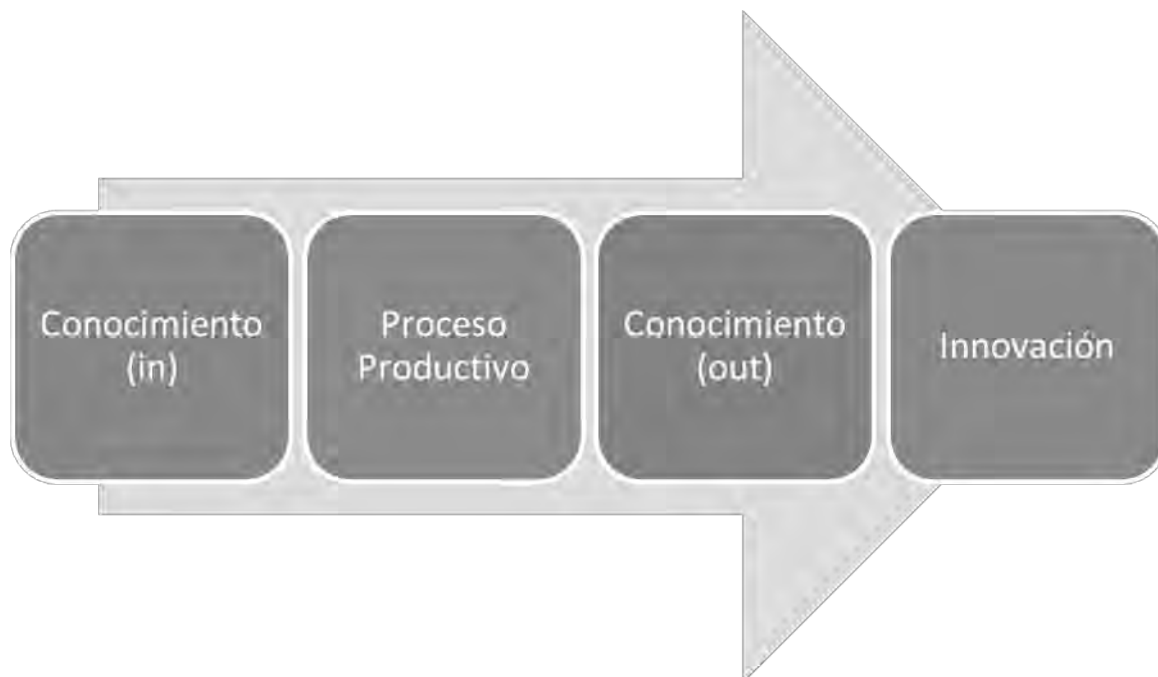 Conocimiento
(in)
Proceso
Productivo
Conocimiento
(out)
Innovación